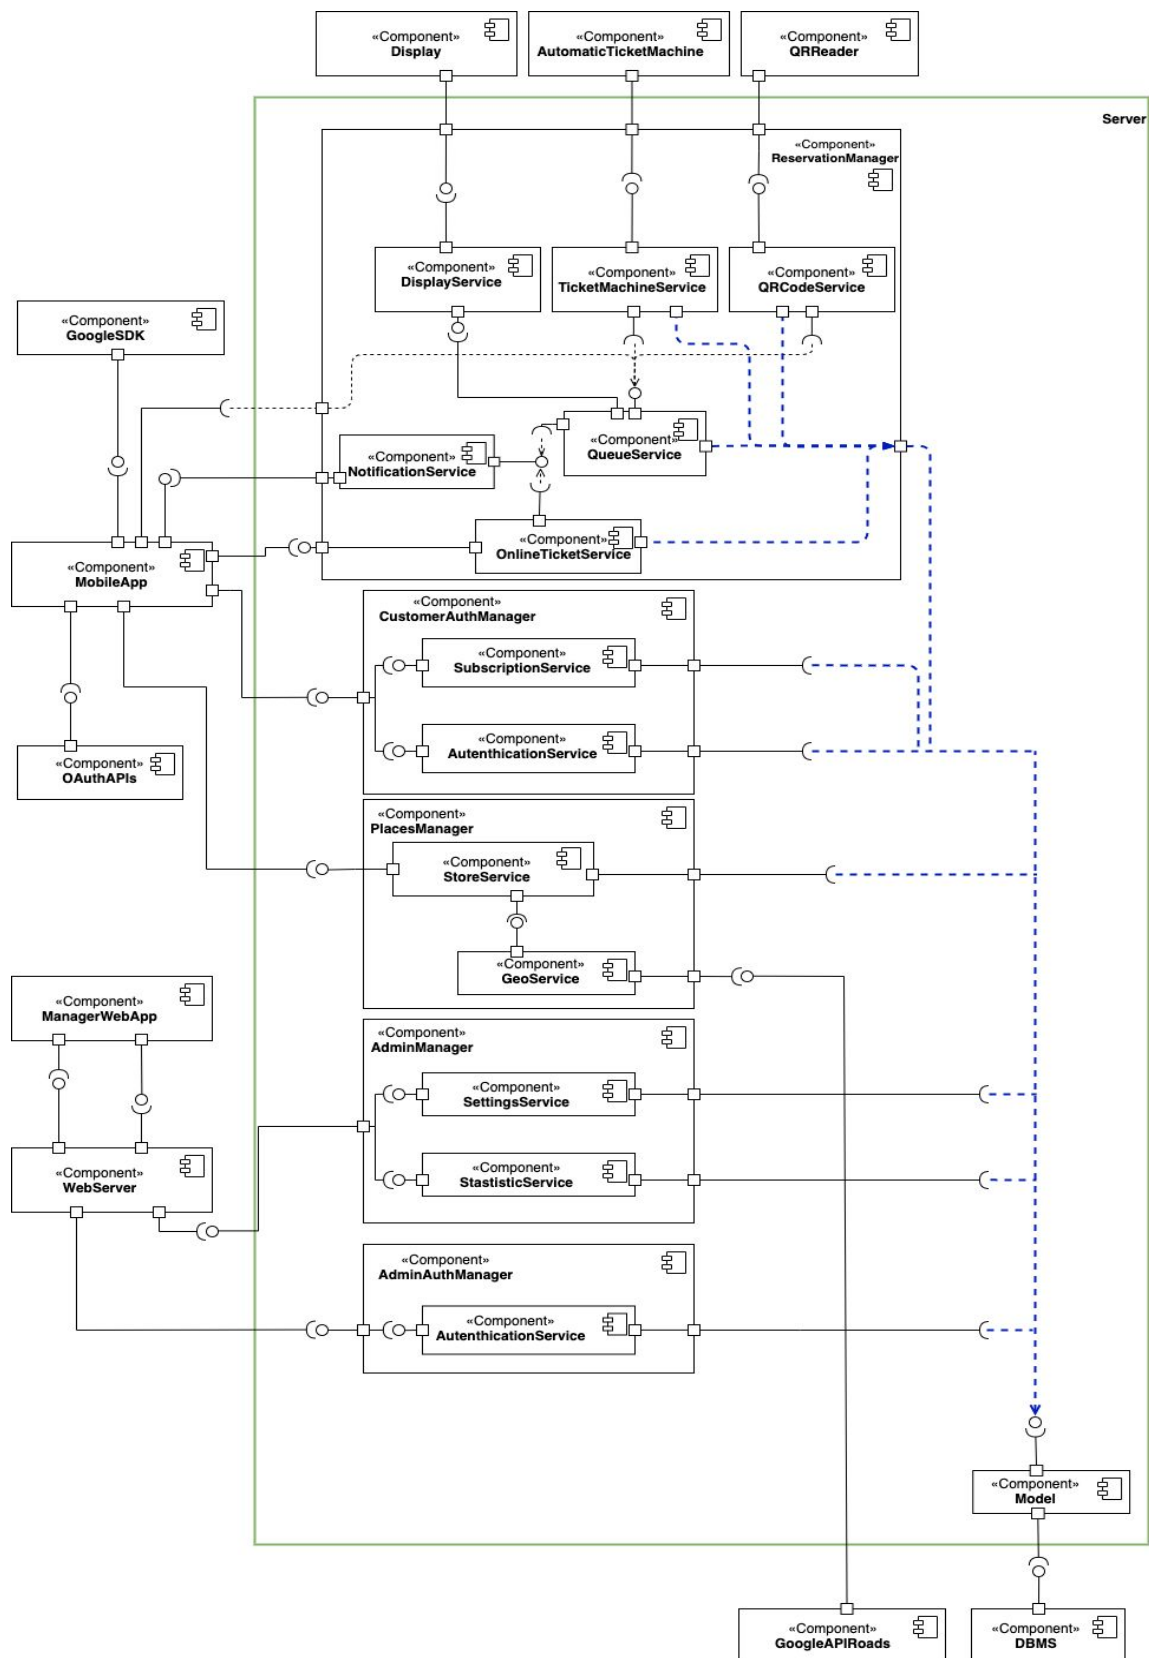 «Component»
Display
«Component»
AutomaticTicketMachine
«Component»
QRReader
Server
«Component»
ReservationManager
«Component»
DisplayService
«Component»
TicketMachineService
«Component»
QRCodeService
«Component»
GoogleSDK
«Component»
QueueService
«Component»
NotificationService
«Component»
OnlineTicketService
«Component»
MobileApp
«Component»
CustomerAuthManager
«Component»
SubscriptionService
«Component»
AutenthicationService
«Component»
OAuthAPIs
«Component»
PlacesManager
«Component»
StoreService
«Component»
GeoService
«Component»
ManagerWebApp
«Component»
AdminManager
«Component»
SettingsService
«Component»
StastisticService
«Component»
WebServer
«Component»
AdminAuthManager
«Component»
AutenthicationService
«Component»
Model
«Component»
GoogleAPIRoads
«Component»
DBMS